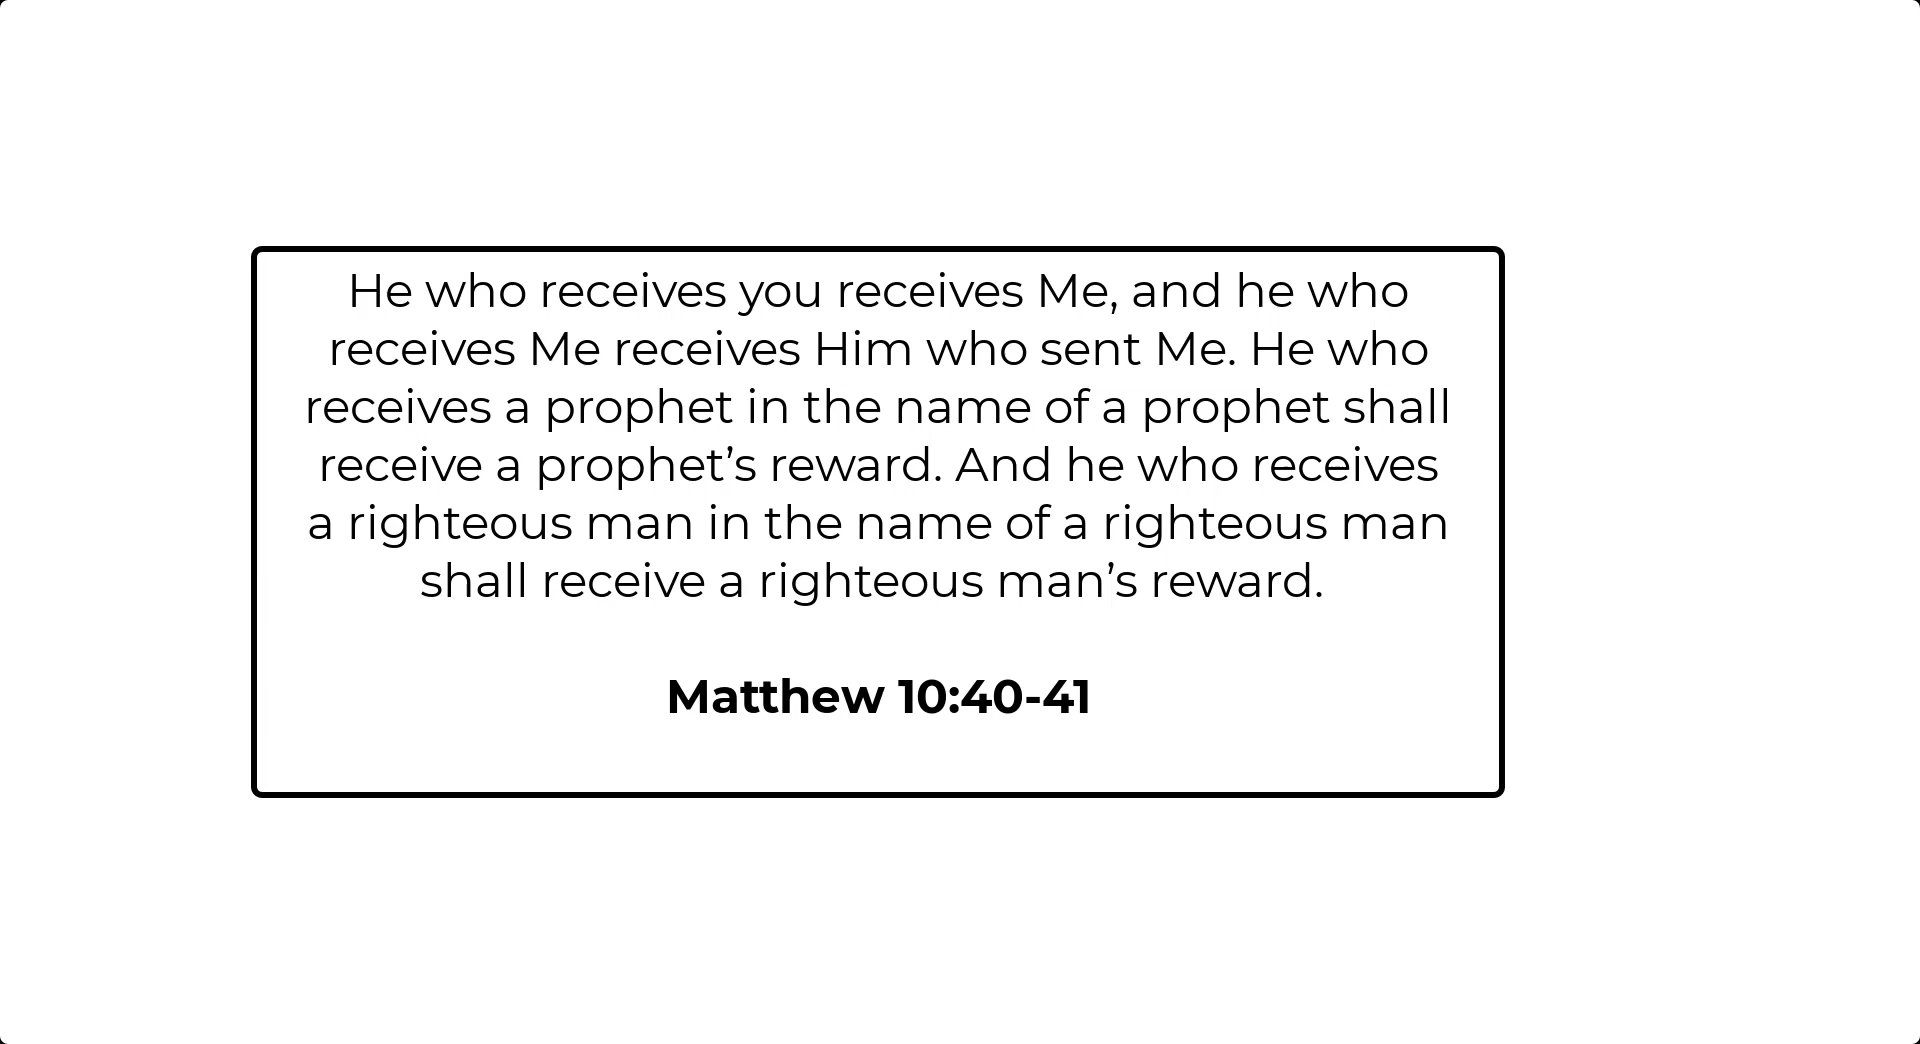 He who receives you receives Me, and he who
receives Me receives Him who sent Me. He who
receives a prophet in the name of a prophet shall
receive a prophet’s reward. And he who receives
a righteous man in the name of a righteous man
shall receive a righteous man’s reward.
Matthew 10:40-41